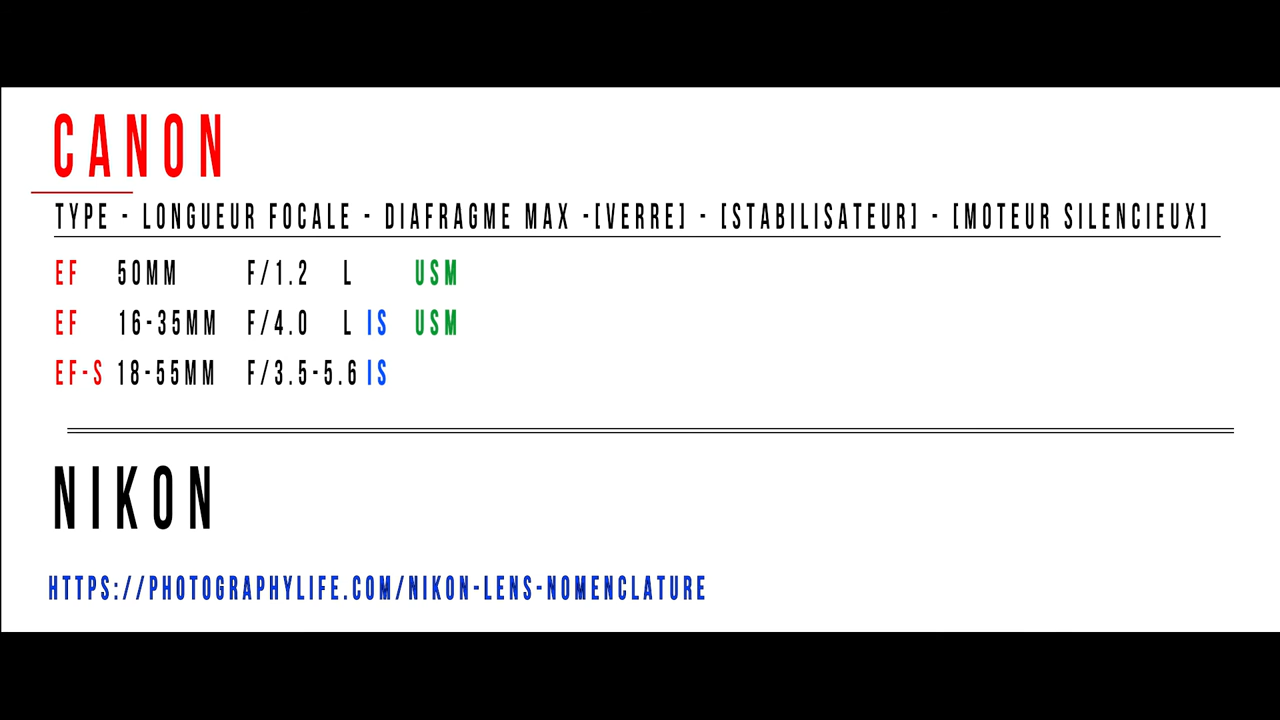 CANON
TYPE - LONGUEUR FOCALE - DIAFRAGME MAX -[VERRE] - [STABILISATEUR] - [MOTEUR SILENCIEUX]
EF 50MM F/1.2 L USM
EF 16-35MM F/4.0 L IS USM
EF-S 18-55MM F/3.5-5.6 IS
NIKON
HTTPS://PHOTOGRAPHYLIFE.COM/NIKON-LENS-NOMENCLATURE